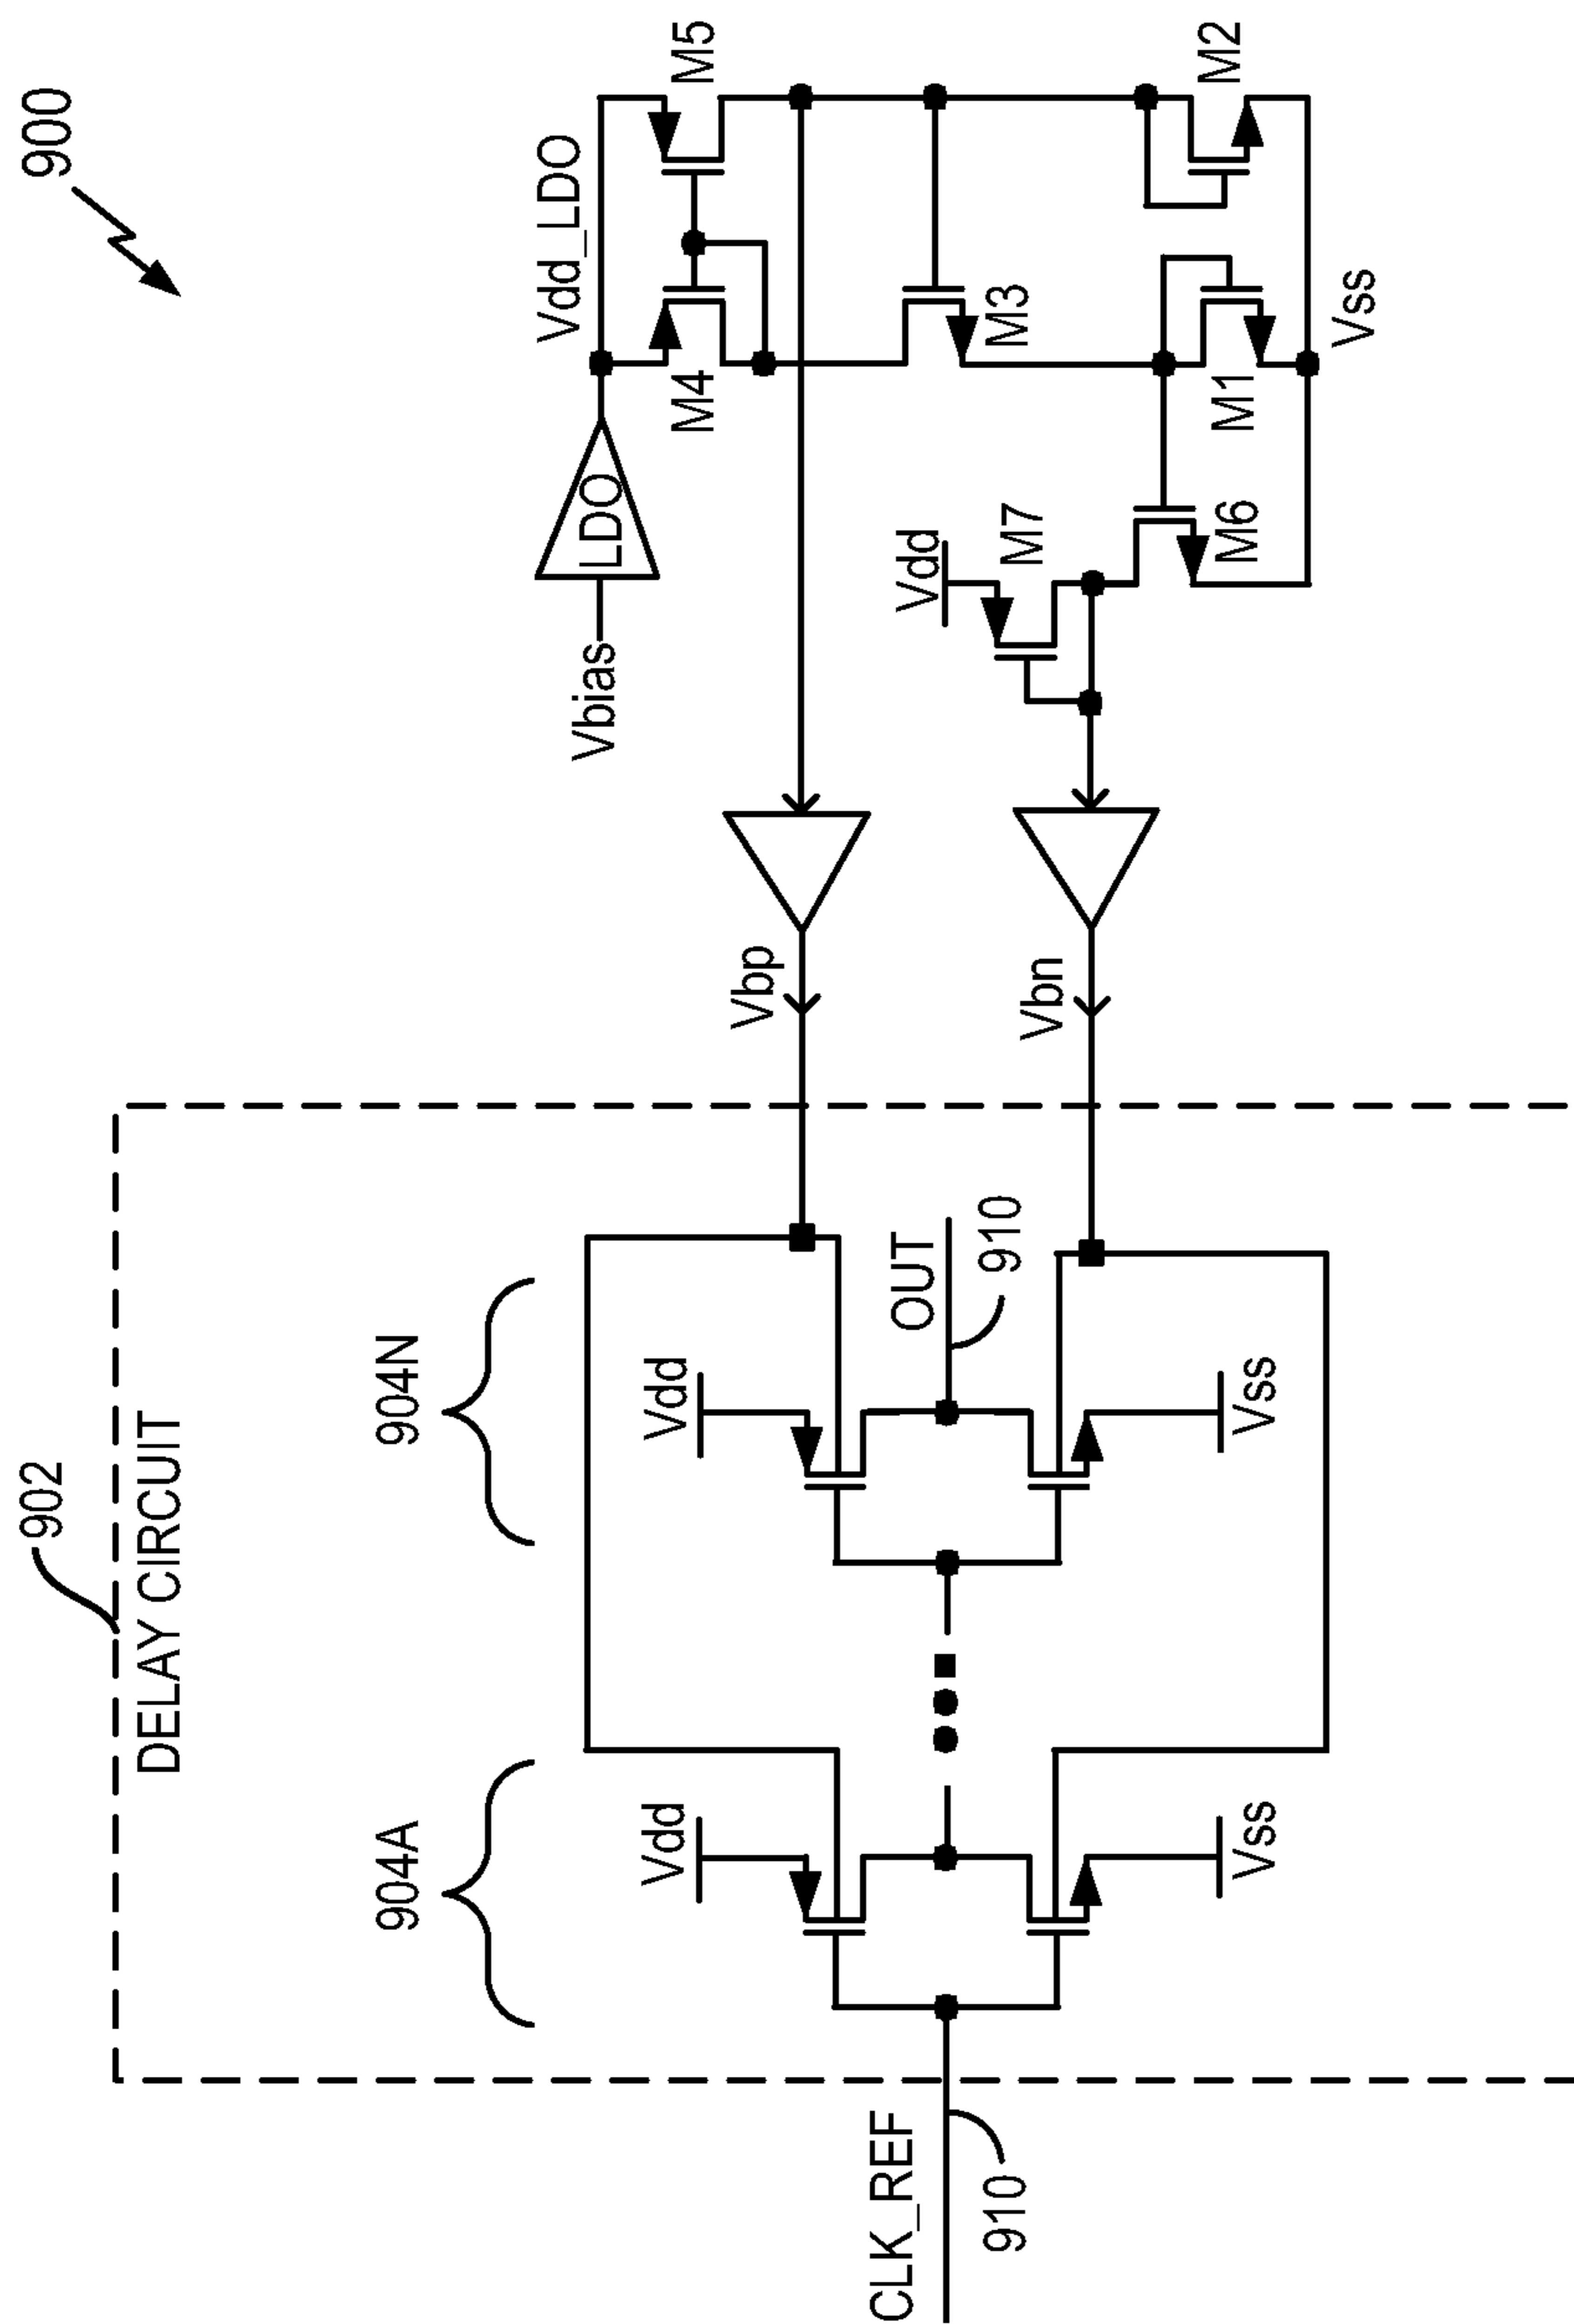 900
902
DELAY CIRCUIT
904A
904N
Vdd
Vdd
Vss
Vss
CLK_REF
910
OUT
910
Vbp
Vbn
Vbias
LDO
Vdd_LDO
M4
M5
Vdd
M7
M3
M6
M1
M2
Vss